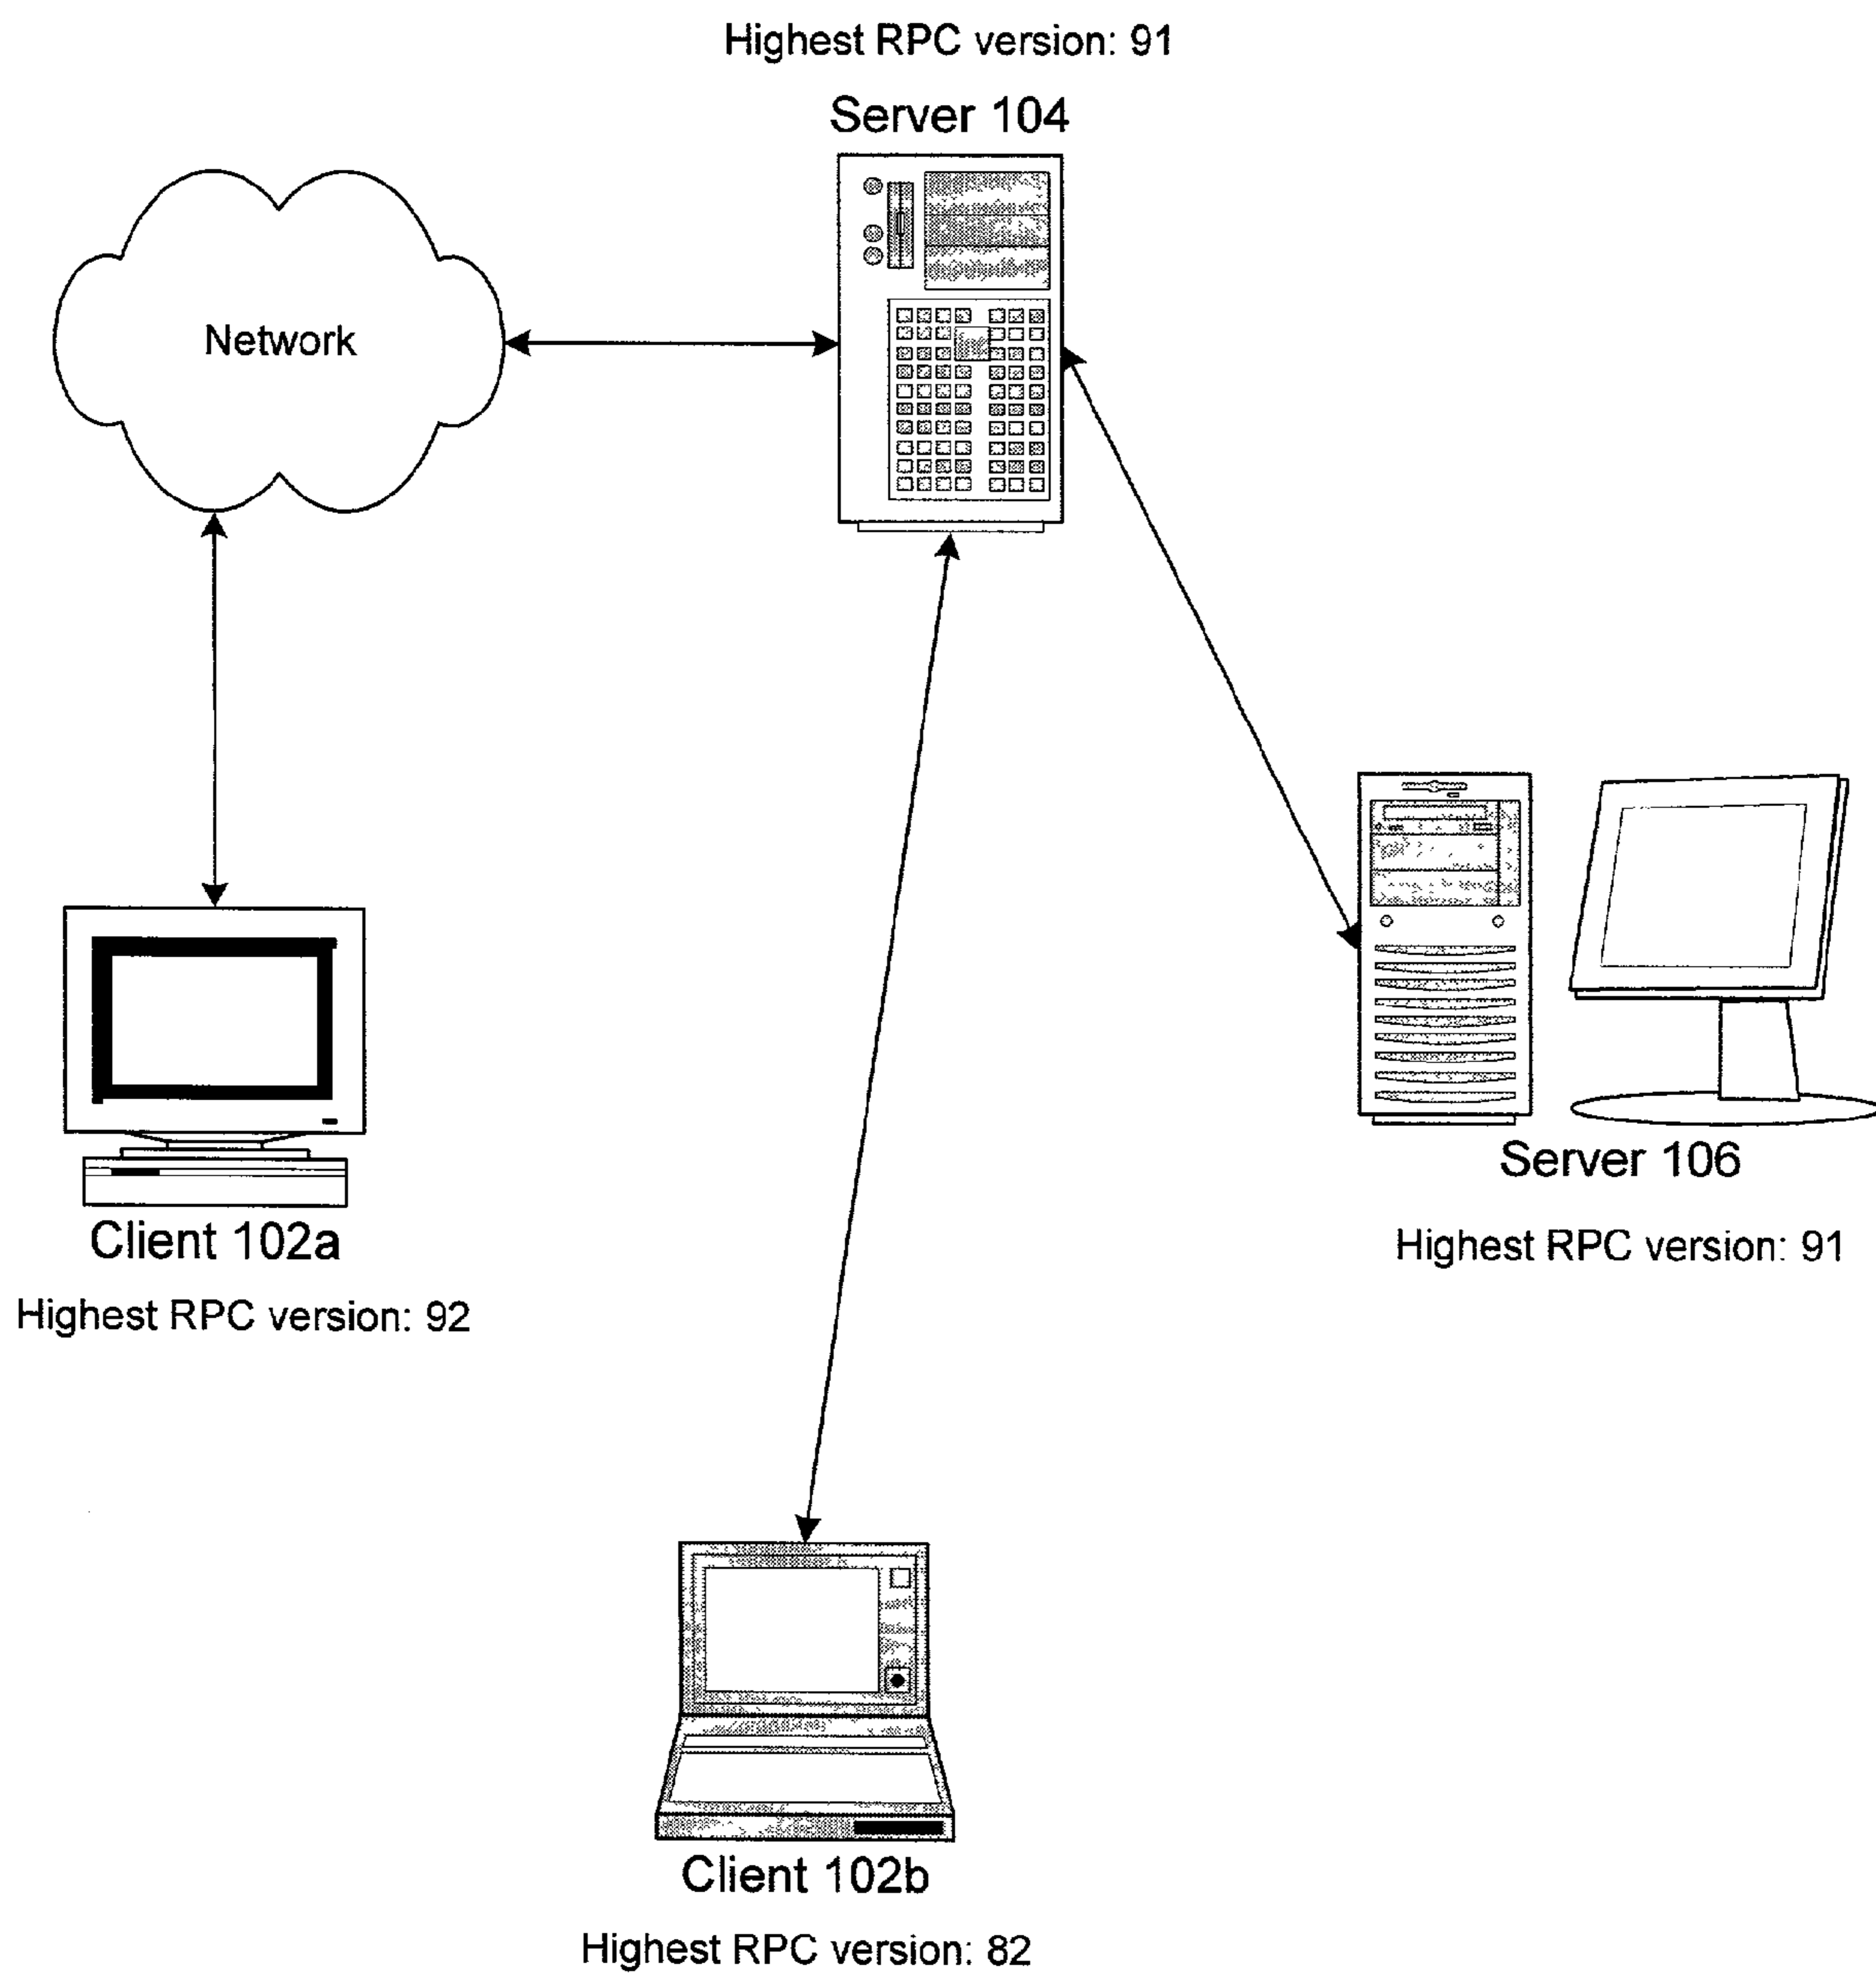 Highest RPC version: 91
Server 104
Network
Server 106
Highest RPC version: 91
Client 102a
Highest RPC version: 92
Client 102b
Highest RPC version: 82